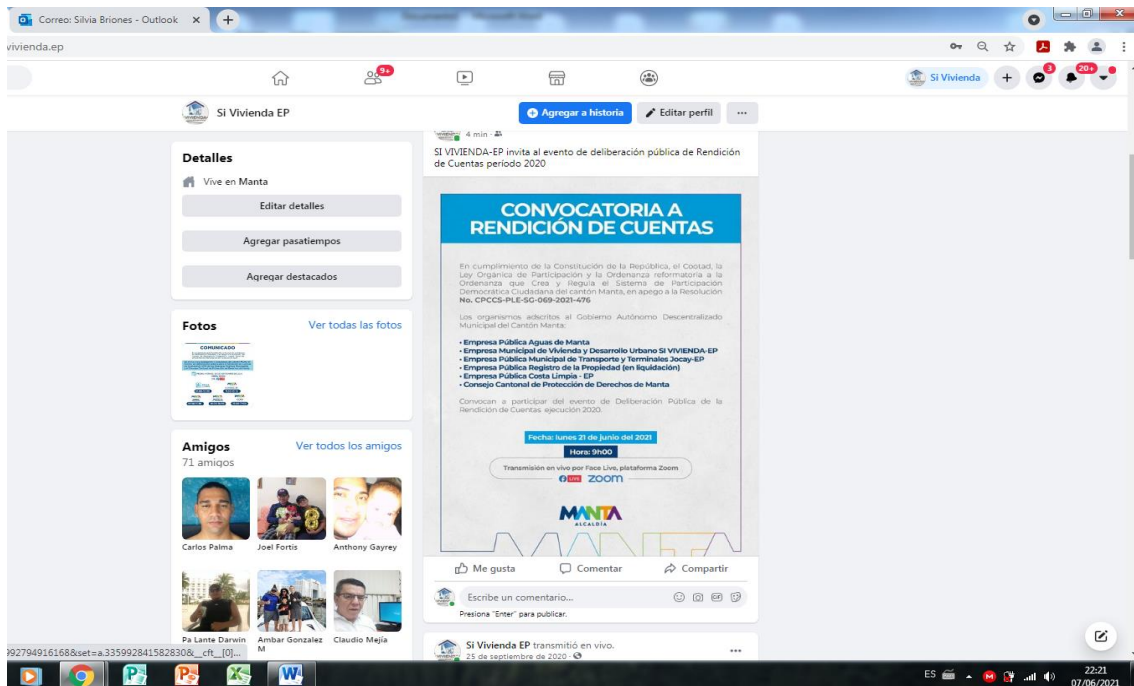 Correo: Silvia Briones - Outlook
vivienda.ep
9+
Si Vivienda
3
20+
Si Vivienda EP
Agregar a historia
Editar perfil
Detalles
Vive en Manta
Editar detalles
Agregar pasatiempos
Agregar destacados
Fotos
Ver todas las fotos
COMUNICADO
Amigos
Ver todos los amigos
71 amigos
Carlos Palma
Joel Fortis
Anthony Gayrey
Pa Lante Darwin
Ambar Gonzalez
M
Claudio Mejía
4 min
SI VIVIENDA-EP invita al evento de deliberación pública de Rendición
de Cuentas período 2020
CONVOCATORIA A
RENDICIÓN DE CUENTAS
En cumplimiento de la Constitución de la República, el Cootad, la
Ley Orgánica de Participación y la Ordenanza reformatoria a la
Ordenanza que Crea y Regula el Sistema de Participación
Democrática Ciudadana del cantón Manta, en apego a la Resolución
No. CPCCS-PLE-SG-069-2021-476
Los organismos adscritos al Gobierno Autónomo Descentralizado
Municipal del Cantón Manta:
• Empresa Pública Aguas de Manta
• Empresa Municipal de Vivienda y Desarrollo Urbano SI VIVIENDA-EP
• Empresa Pública Municipal de Transporte y Terminales Jocay-EP
• Empresa Pública Registro de la Propiedad (en liquidación)
• Empresa Pública Costa Limpia - EP
• Consejo Cantonal de Protección de Derechos de Manta
Convocan a participar del evento de Deliberación Pública de la
Rendición de Cuentas ejecución 2020.
Fecha: lunes 21 de junio del 2021
Hora: 9h00
Transmisión en vivo por Face Live, plataforma Zoom
LIVE zoom
MANTA
ALCALDÍA
Me gusta
Comentar
Compartir
Escribe un comentario...
Presiona "Enter" para publicar.
Si Vivienda EP transmitió en vivo.
25 de septiembre de 2020
992794916168&set=a.335992841582830&__cft__[0]...
ES
22:21
07/06/2021